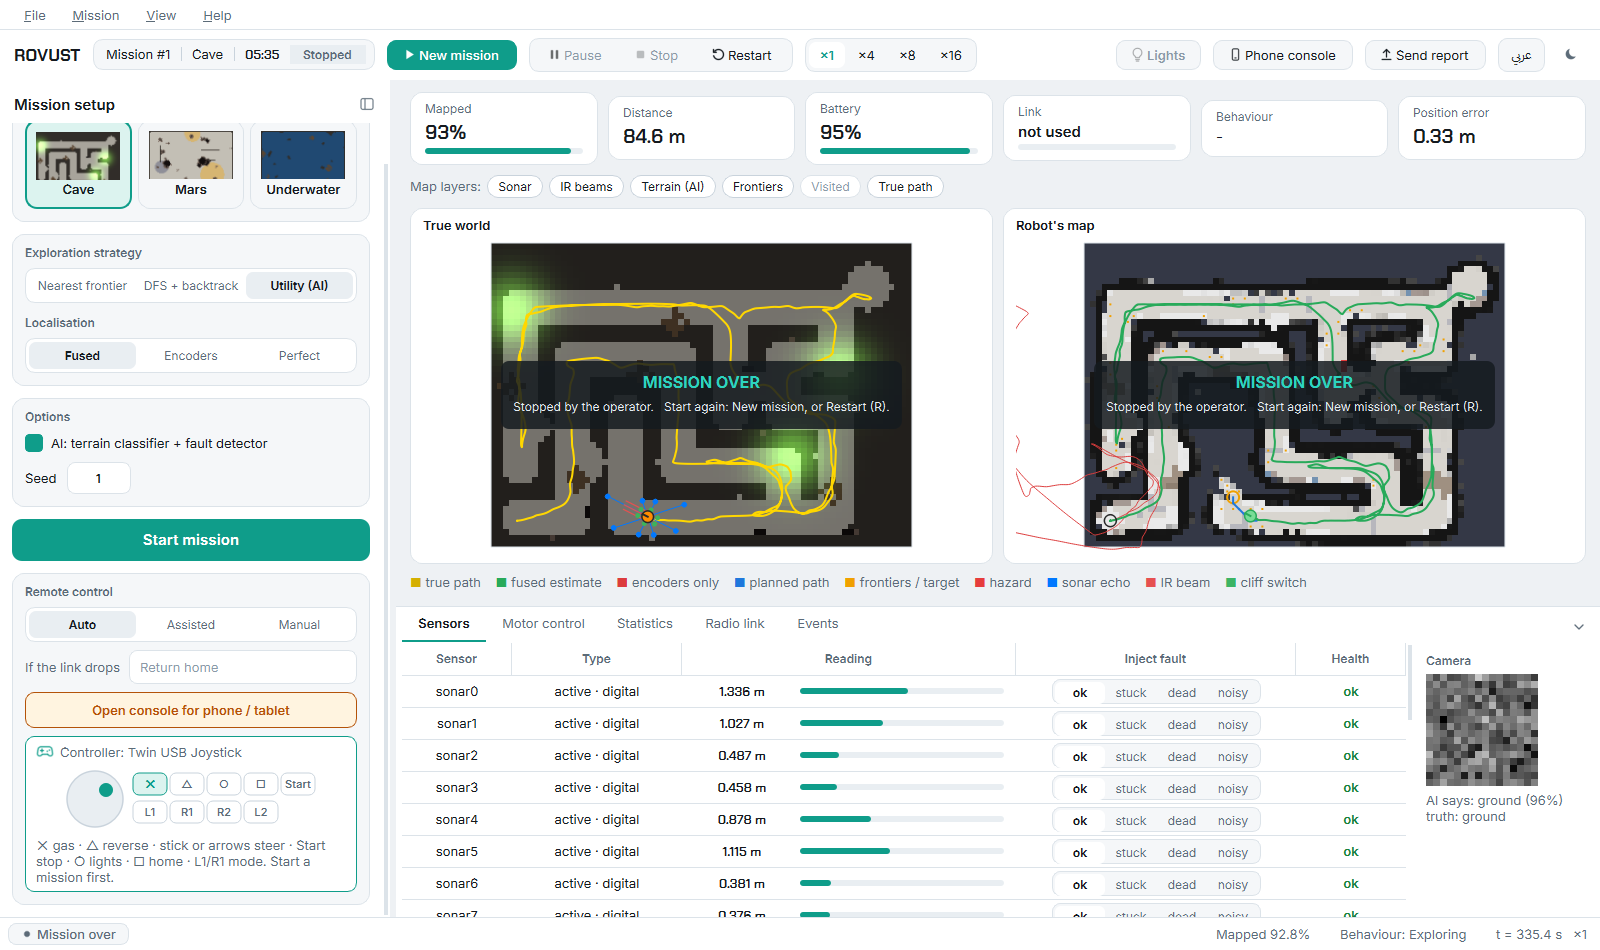 File Mission View Help
ROVUST Mission #1 Cave 05:35 Stopped New mission Pause Stop Restart ×1 ×4 ×8 ×16 Lights Phone console Send report عربي
Mission setup
Cave Mars Underwater
Exploration strategy
Nearest frontier DFS + backtrack Utility (AI)
Localisation
Fused Encoders Perfect
Options
AI: terrain classifier + fault detector
Seed 1
Start mission
Remote control
Auto Assisted Manual
If the link drops Return home
Open console for phone / tablet
Controller: Twin USB Joystick
✕ △ ○ □ Start
L1 R1 R2 L2
✕ gas · △ reverse · stick or arrows steer · Start
stop · ○ lights · □ home · L1/R1 mode. Start a
mission first.
Mapped
93%
Distance
84.6 m
Battery
95%
Link
not used
Behaviour
-
Position error
0.33 m
Map layers: Sonar IR beams Terrain (AI) Frontiers Visited True path
True world
MISSION OVER
Stopped by the operator. Start again: New mission, or Restart (R).
Robot's map
MISSION OVER
Stopped by the operator. Start again: New mission, or Restart (R).
true path fused estimate encoders only planned path frontiers / target hazard sonar echo IR beam cliff switch
Sensors Motor control Statistics Radio link Events
Sensor Type Reading Inject fault Health
sonar0 active · digital 1.336 m ok stuck dead noisy ok
sonar1 active · digital 1.027 m ok stuck dead noisy ok
sonar2 active · digital 0.487 m ok stuck dead noisy ok
sonar3 active · digital 0.458 m ok stuck dead noisy ok
sonar4 active · digital 0.878 m ok stuck dead noisy ok
sonar5 active · digital 1.115 m ok stuck dead noisy ok
sonar6 active · digital 0.381 m ok stuck dead noisy ok
sonar7 active · digital 0.376 m ok stuck dead noisy ok
Camera
AI says: ground (96%)
truth: ground
Mission over Mapped 92.8% Behaviour: Exploring t = 335.4 s ×1